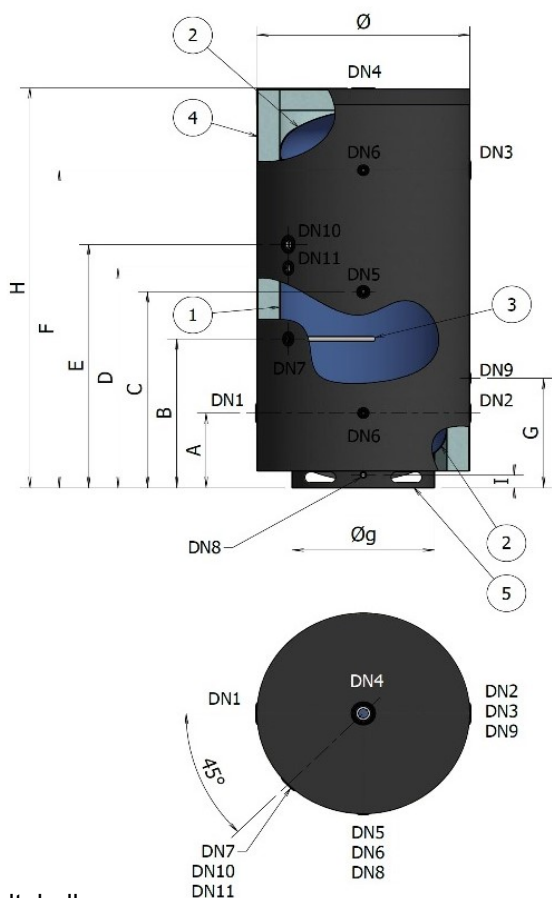 Ø
2
DN4
4
DN6
DN3
DN10
DN11
DN5
H
F
E
D
C
1
3
DN7
B
DN9
DN1
DN2
A
DN6
G
I
DN8
Øg
2
5
DN4
DN1
DN2
DN3
DN9
45°
DN7
DN10
DN11
DN5
DN6
DN8